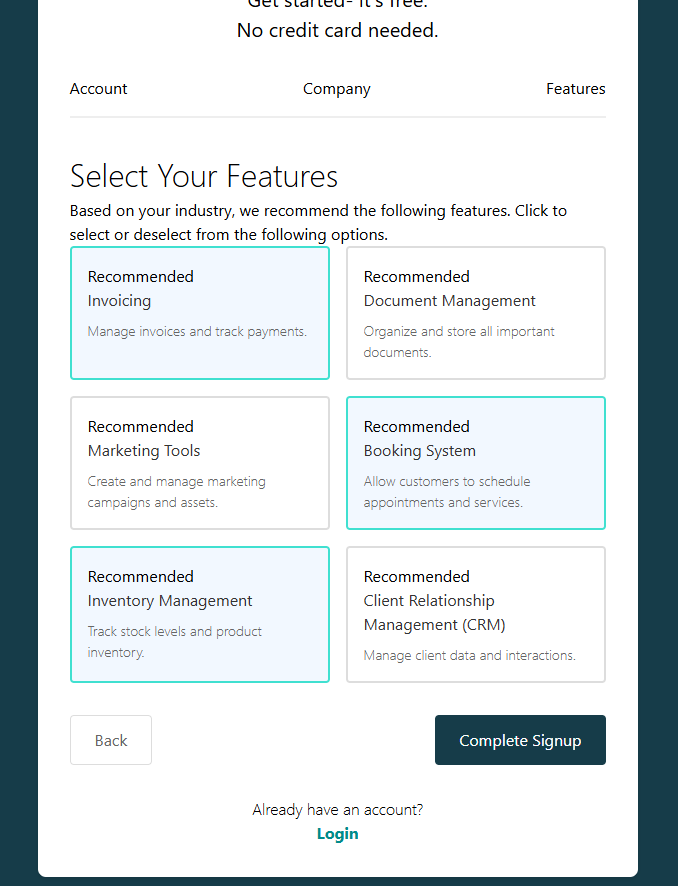 Get started- it's free.
No credit card needed.
Account
Company
Features
Select Your Features
Based on your industry, we recommend the following features. Click to
select or deselect from the following options.
Recommended
Invoicing
Manage invoices and track payments.
Recommended
Document Management
Organize and store all important
documents.
Recommended
Marketing Tools
Create and manage marketing
campaigns and assets.
Recommended
Booking System
Allow customers to schedule
appointments and services.
Recommended
Inventory Management
Track stock levels and product
inventory.
Recommended
Client Relationship
Management (CRM)
Manage client data and interactions.
Back
Complete Signup
Already have an account?
Login